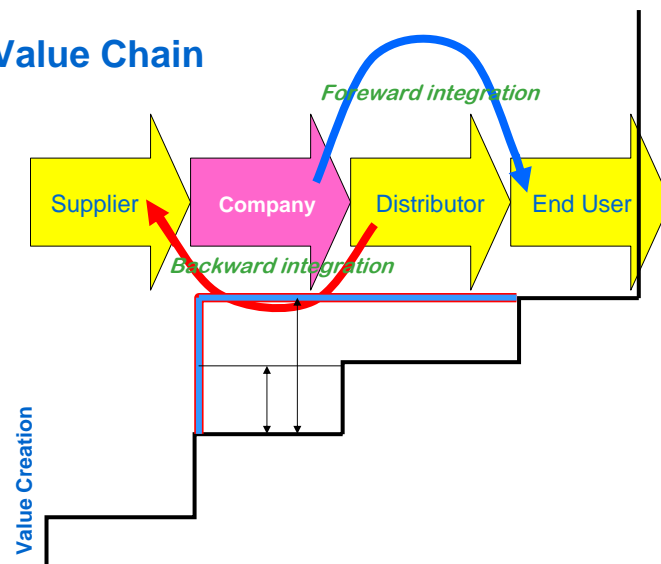 Value Chain
Foreward integration
Supplier
Company
Distributor
End User
Backward integration
Value Creation